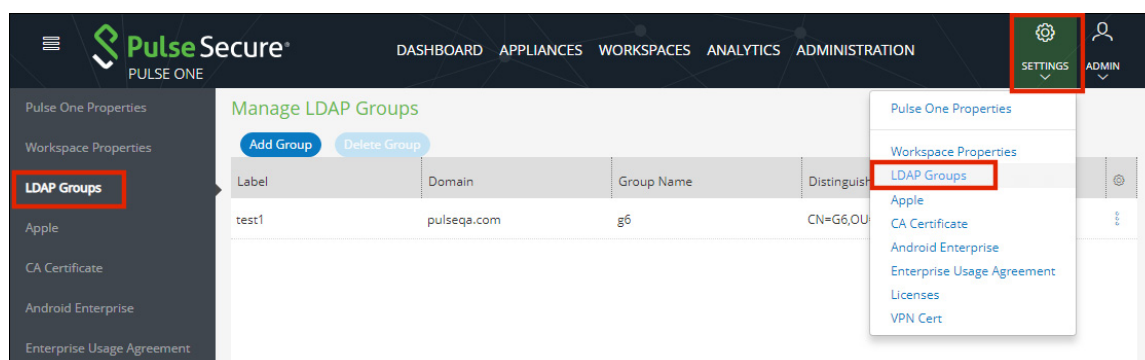 Pulse Secure
PULSE ONE
DASHBOARD APPLIANCES WORKSPACES ANALYTICS ADMINISTRATION
SETTINGS
ADMIN
Pulse One Properties
Workspace Properties
LDAP Groups
Apple
CA Certificate
Android Enterprise
Enterprise Usage Agreement
Manage LDAP Groups
Add Group Delete Group
Label Domain Group Name Distinguish
test1 pulseqa.com g6 CN=G6,OU
Pulse One Properties
Workspace Properties
LDAP Groups
Apple
CA Certificate
Android Enterprise
Enterprise Usage Agreement
Licenses
VPN Cert